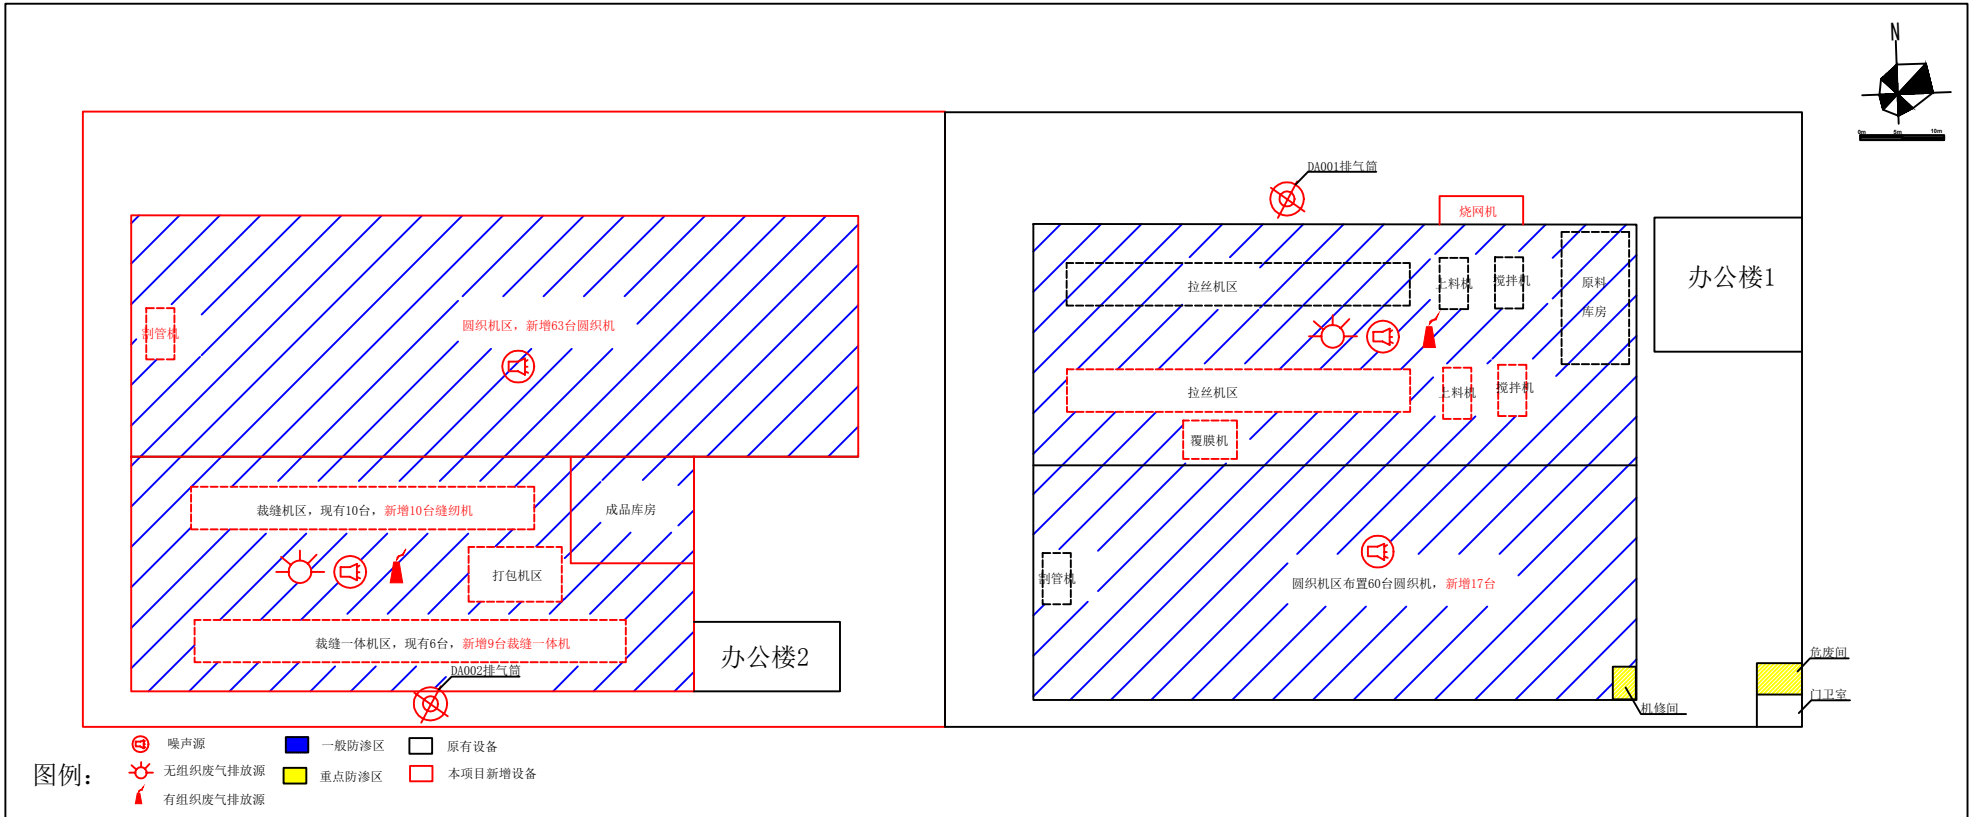 N
0m 5m 10m
DA001排气筒
烧网机
办公楼1
拉丝机区
上料机
搅拌机
原料
库房
割管机
圆织机区，新增63台圆织机
拉丝机区
上料机
搅拌机
覆膜机
裁缝机区，现有10台，新增10台缝纫机
成品库房
打包机区
割管机
圆织机区布置60台圆织机，新增17台
裁缝一体机区，现有6台，新增9台裁缝一体机
办公楼2
DA002排气筒
危废间
门卫室
机修间
图例：
噪声源
一般防渗区
原有设备
无组织废气排放源
重点防渗区
本项目新增设备
有组织废气排放源